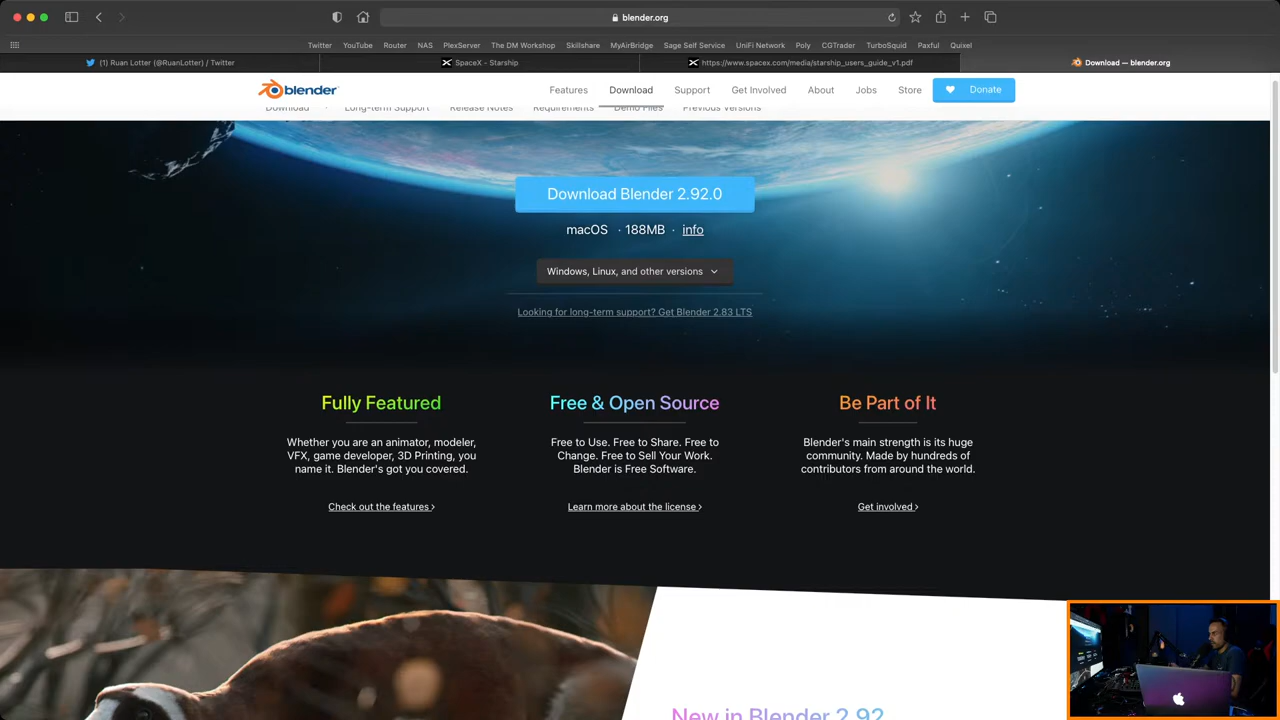 blender.org
Twitter YouTube Router NAS PlexServer The DM Workshop Skillshare MyAirBridge Sage Self Service UniFi Network Poly CGTrader TurboSquid Paxful Quixel
(1) Ruan Lotter (@RuanLotter) / Twitter
SpaceX - Starship
https://www.spacex.com/media/starship_users_guide_v1.pdf
Download — blender.org
blender
Features Download Support Get Involved About Jobs Store Donate
Download Long-term Support Release Notes Requirements Demo Files Previous Versions
Download Blender 2.92.0
macOS · 188MB · info
Windows, Linux, and other versions
Looking for long-term support? Get Blender 2.83 LTS
Fully Featured
Whether you are an animator, modeler,
VFX, game developer, 3D Printing, you
name it. Blender's got you covered.
Check out the features >
Free & Open Source
Free to Use. Free to Share. Free to
Change. Free to Sell Your Work.
Blender is Free Software.
Learn more about the license >
Be Part of It
Blender's main strength is its huge
community. Made by hundreds of
contributors from around the world.
Get involved >
New in Blender 2.92